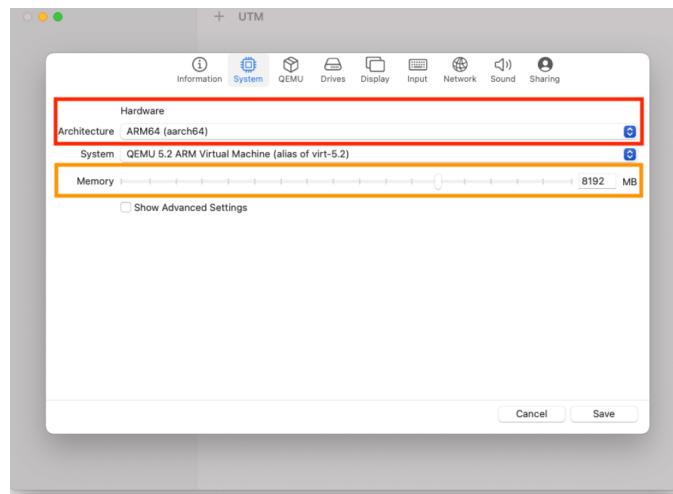 + UTM
Information System QEMU Drives Display Input Network Sound Sharing
Hardware
Architecture ARM64 (aarch64)
System QEMU 5.2 ARM Virtual Machine (alias of virt-5.2)
Memory 8192 MB
Show Advanced Settings
Cancel Save